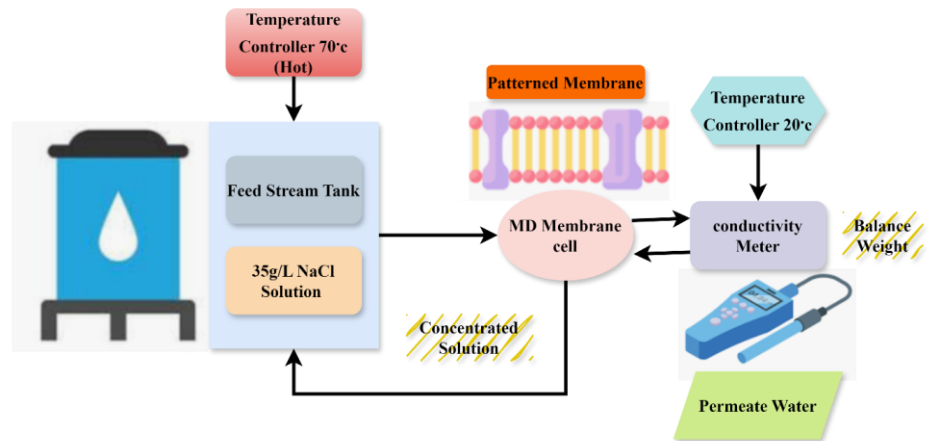 Temperature
Controller 70°c
(Hot)
Patterned Membrane
Temperature
Controller 20°c
Feed Stream Tank
MD Membrane
cell
conductivity
Meter
Balance
Weight
35g/L NaCl
Solution
Concentrated
Solution
Permeate Water